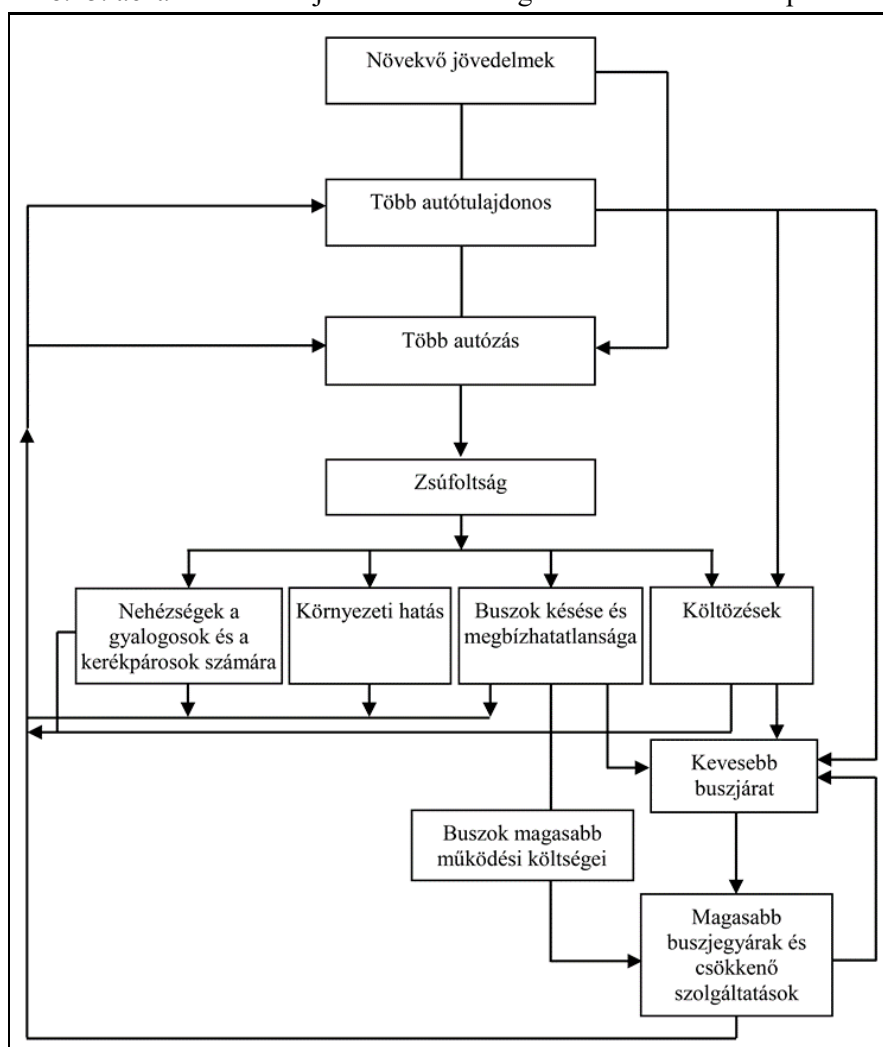 Növekvő jövedelmek
Több autótulajdonos
Több autózás
Zsúfoltság
Nehézségek a
gyalogosok és a
kerékpárosok számára
Környezeti hatás
Buszok késése és
megbízhatatlansága
Költözések
Kevesebb
buszjárat
Buszok magasabb
működési költségei
Magasabb
buszjegyárak és
csökkenő
szolgáltatások